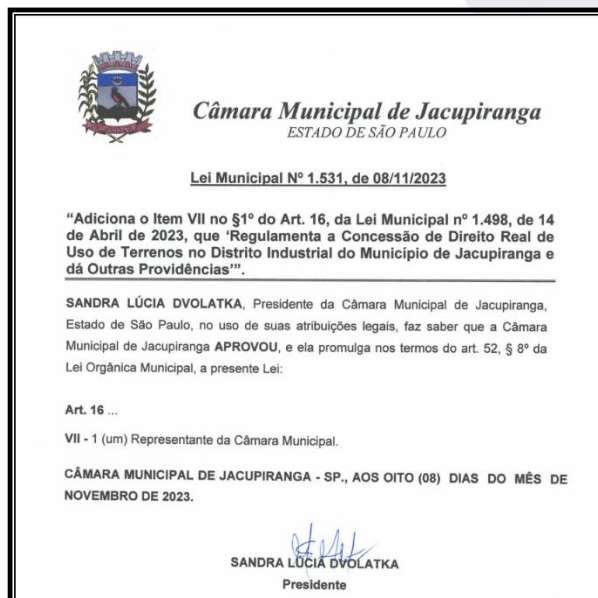 Câmara Municipal de Jacupiranga
ESTADO DE SÃO PAULO
Lei Municipal Nº 1.531, de 08/11/2023
“Adiciona o Item VII no §1º do Art. 16, da Lei Municipal nº 1.498, de 14
de Abril de 2023, que ‘Regulamenta a Concessão de Direito Real de
Uso de Terrenos no Distrito Industrial do Município de Jacupiranga e
dá Outras Providências’”.
SANDRA LÚCIA DVOLATKA, Presidente da Câmara Municipal de Jacupiranga,
Estado de São Paulo, no uso de suas atribuições legais, faz saber que a Câmara
Municipal de Jacupiranga APROVOU, e ela promulga nos termos do art. 52, § 8º da
Lei Orgânica Municipal, a presente Lei:
Art. 16 ...
VII - 1 (um) Representante da Câmara Municipal.
CÂMARA MUNICIPAL DE JACUPIRANGA - SP., AOS OITO (08) DIAS DO MÊS DE
NOVEMBRO DE 2023.
SANDRA LÚCIA DVOLATKA
Presidente